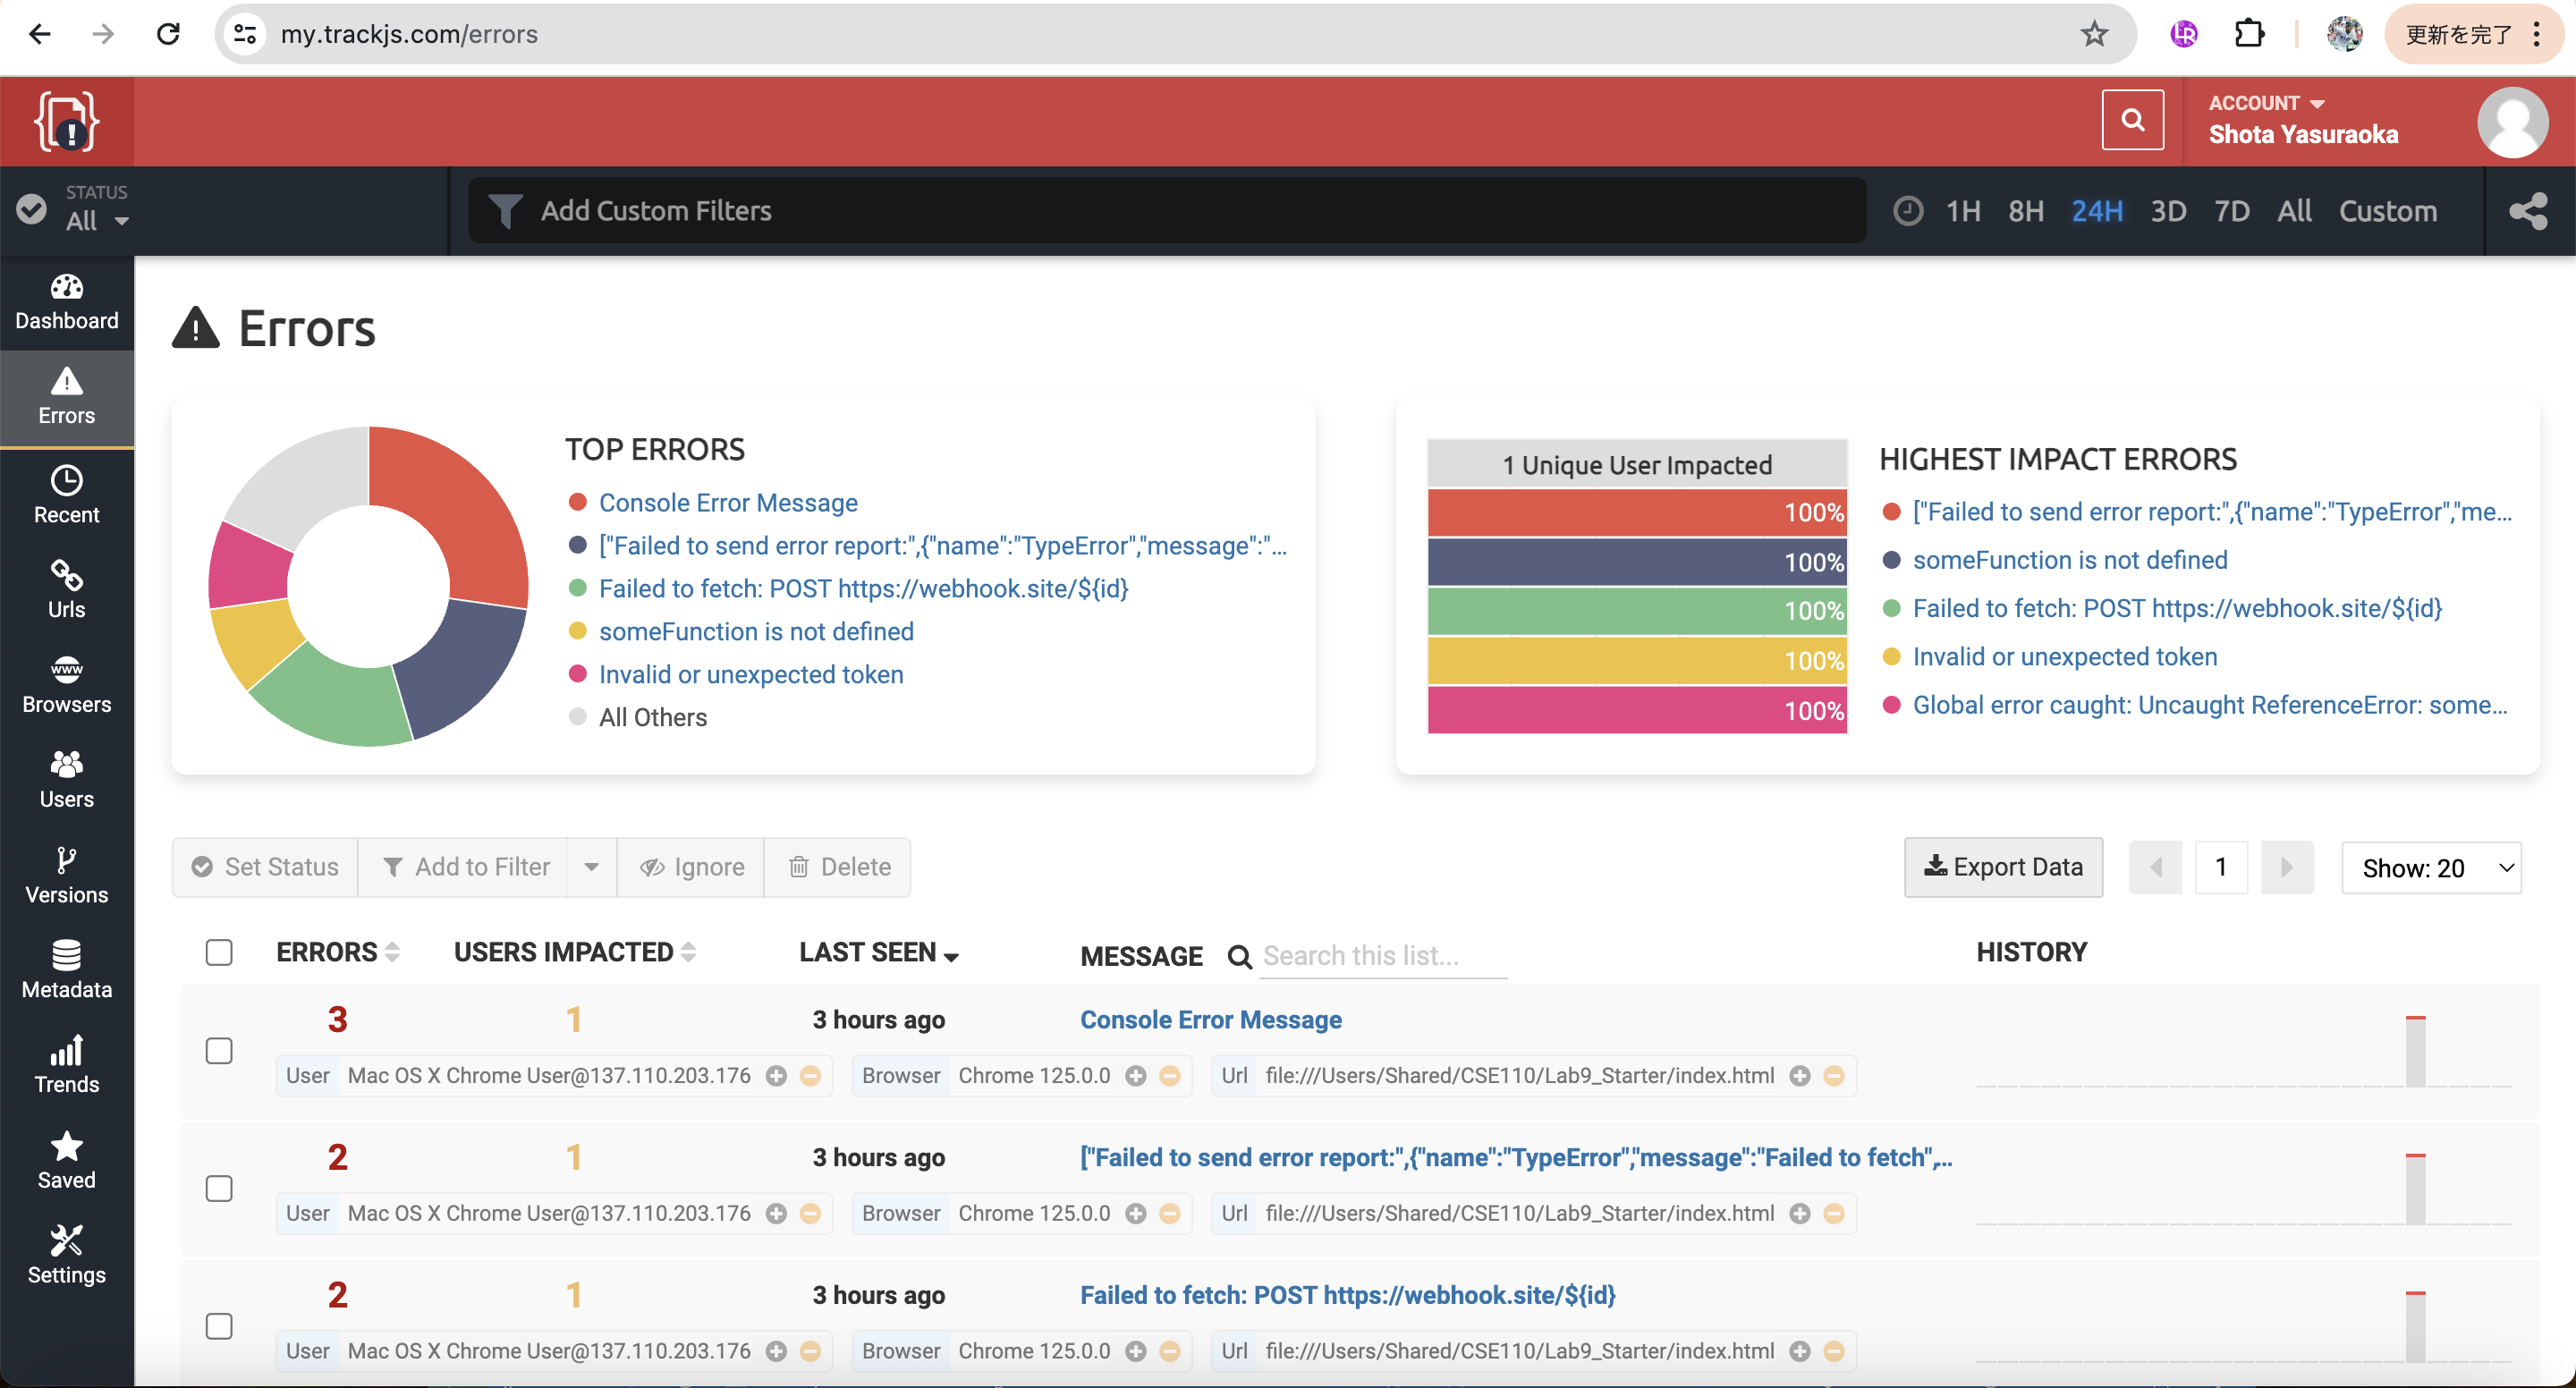 my.trackjs.com/errors
更新を完了
ACCOUNT
Shota Yasuraoka
STATUS
All
Add Custom Filters
1H 8H 24H 3D 7D All Custom
Dashboard
Errors
Recent
Urls
Browsers
Users
Versions
Metadata
Trends
Saved
Settings
Errors
TOP ERRORS
Console Error Message
["Failed to send error report:",{"name":"TypeError","message":"...
Failed to fetch: POST https://webhook.site/${id}
someFunction is not defined
Invalid or unexpected token
All Others
1 Unique User Impacted
100%
100%
100%
100%
100%
HIGHEST IMPACT ERRORS
["Failed to send error report:",{"name":"TypeError","me...
someFunction is not defined
Failed to fetch: POST https://webhook.site/${id}
Invalid or unexpected token
Global error caught: Uncaught ReferenceError: some...
Set Status Add to Filter Ignore Delete
Export Data 1 Show: 20
ERRORS USERS IMPACTED LAST SEEN MESSAGE Search this list... HISTORY
3 1 3 hours ago Console Error Message
User Mac OS X Chrome User@137.110.203.176 Browser Chrome 125.0.0 Url file:///Users/Shared/CSE110/Lab9_Starter/index.html
2 1 3 hours ago ["Failed to send error report:",{"name":"TypeError","message":"Failed to fetch",...
User Mac OS X Chrome User@137.110.203.176 Browser Chrome 125.0.0 Url file:///Users/Shared/CSE110/Lab9_Starter/index.html
2 1 3 hours ago Failed to fetch: POST https://webhook.site/${id}
User Mac OS X Chrome User@137.110.203.176 Browser Chrome 125.0.0 Url file:///Users/Shared/CSE110/Lab9_Starter/index.html